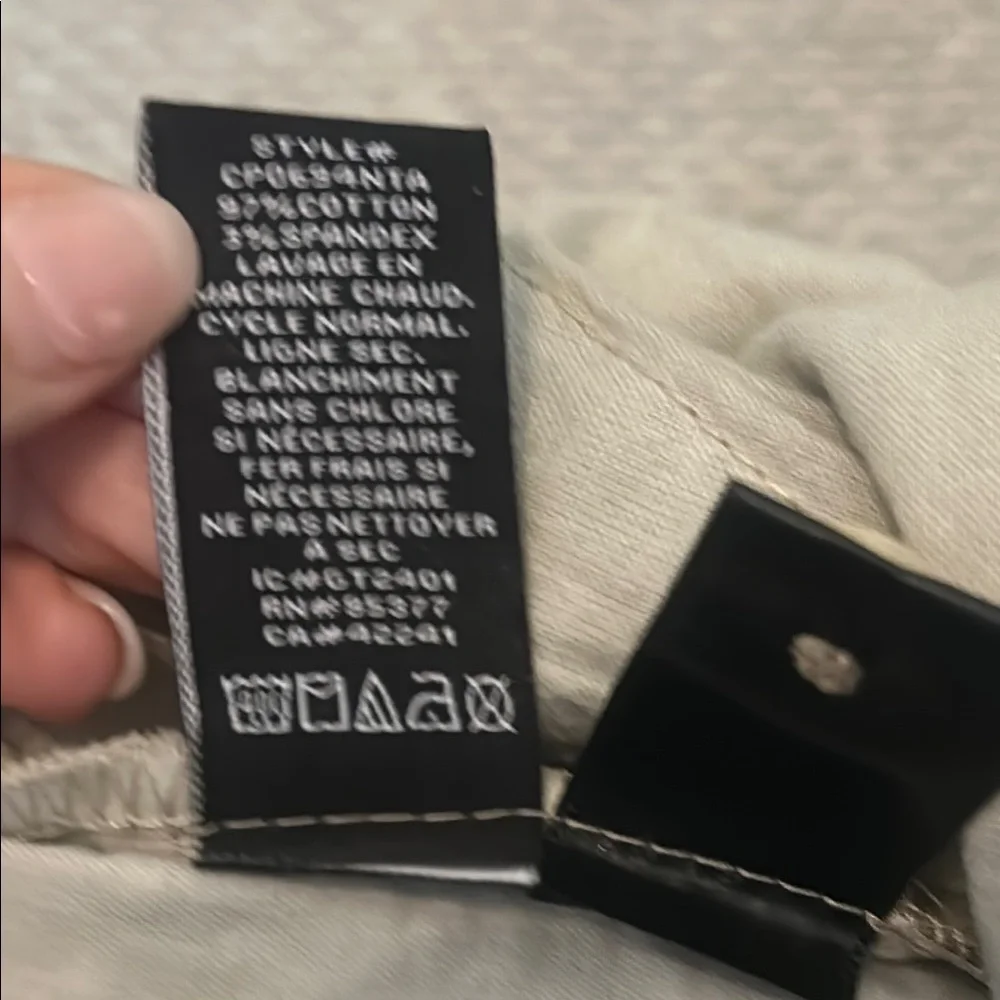 STYLE#
CP0694NTA
97%COTTON
3%SPANDEX
LAVAGE EN
MACHINE CHAUD.
CYCLE NORMAL.
LIGNE SEC.
BLANCHIMENT
SANS CHLORE
SI NÉCESSAIRE,
FER FRAIS SI
NÉCESSAIRE
NE PAS NETTOYER
À SEC
IC#GT2401
RN#95377
CA#42241